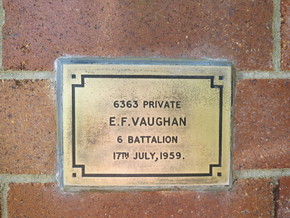 6363 PRIVATE
E.F. VAUGHAN
6 BATTALION
17TH JULY, 1959.